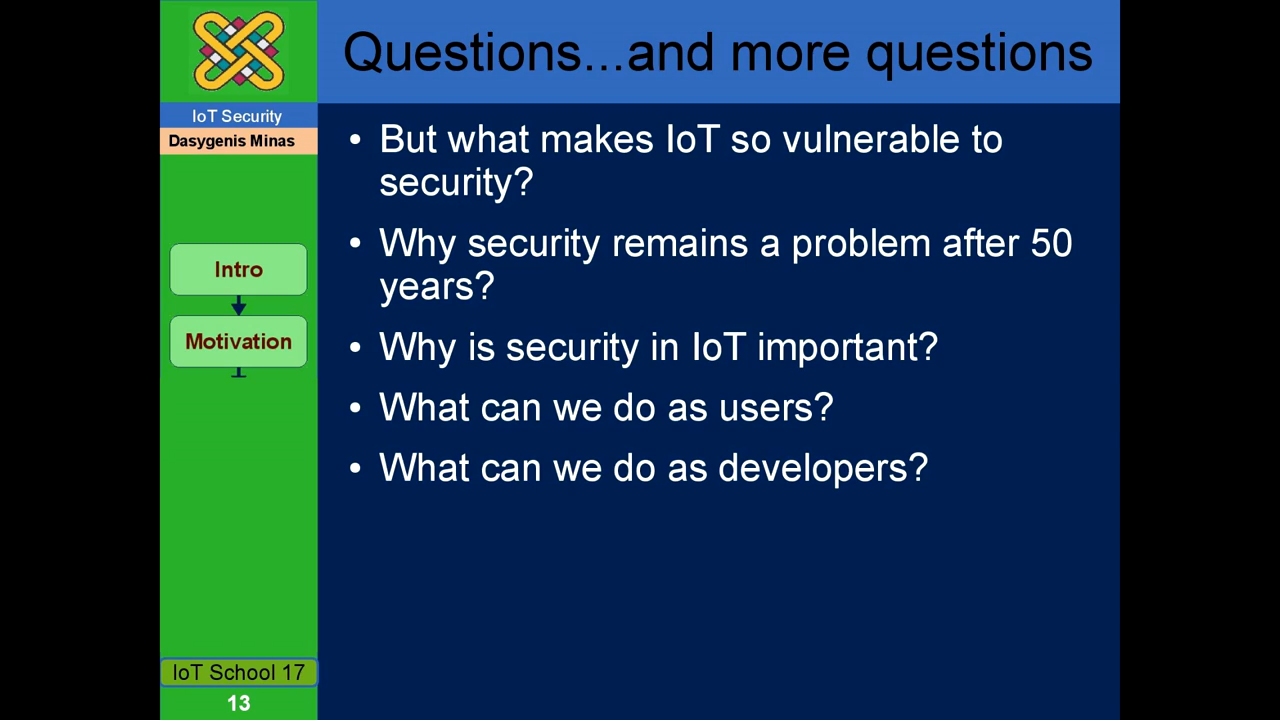 Questions...and more questions
IoT Security
Dasygenis Minas
Intro
Motivation
• But what makes IoT so vulnerable to
security?
• Why security remains a problem after 50
years?
• Why is security in IoT important?
• What can we do as users?
• What can we do as developers?
IoT School 17
13